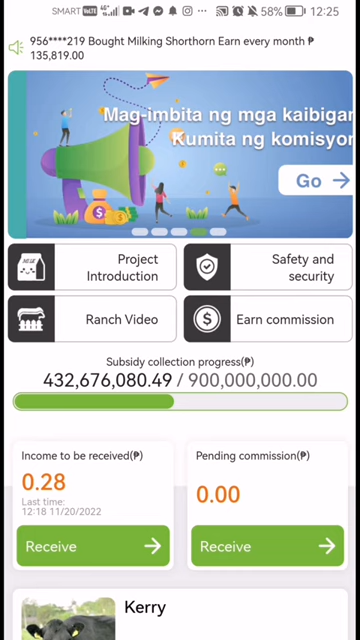 SMART VoLTE 4G ... 58% 12:25
956****219 Bought Milking Shorthorn Earn every month ₱
135,819.00
Mag-imbita ng mga kaibigan
Kumita ng komisyon
Go
MILK
Project
Introduction
Safety and
security
Ranch Video
Earn commission
Subsidy collection progress(₱)
432,676,080.49 / 900,000,000.00
Income to be received(₱)
0.28
Last time:
12:18 11/20/2022
Receive
Pending commission(₱)
0.00
Receive
Kerry